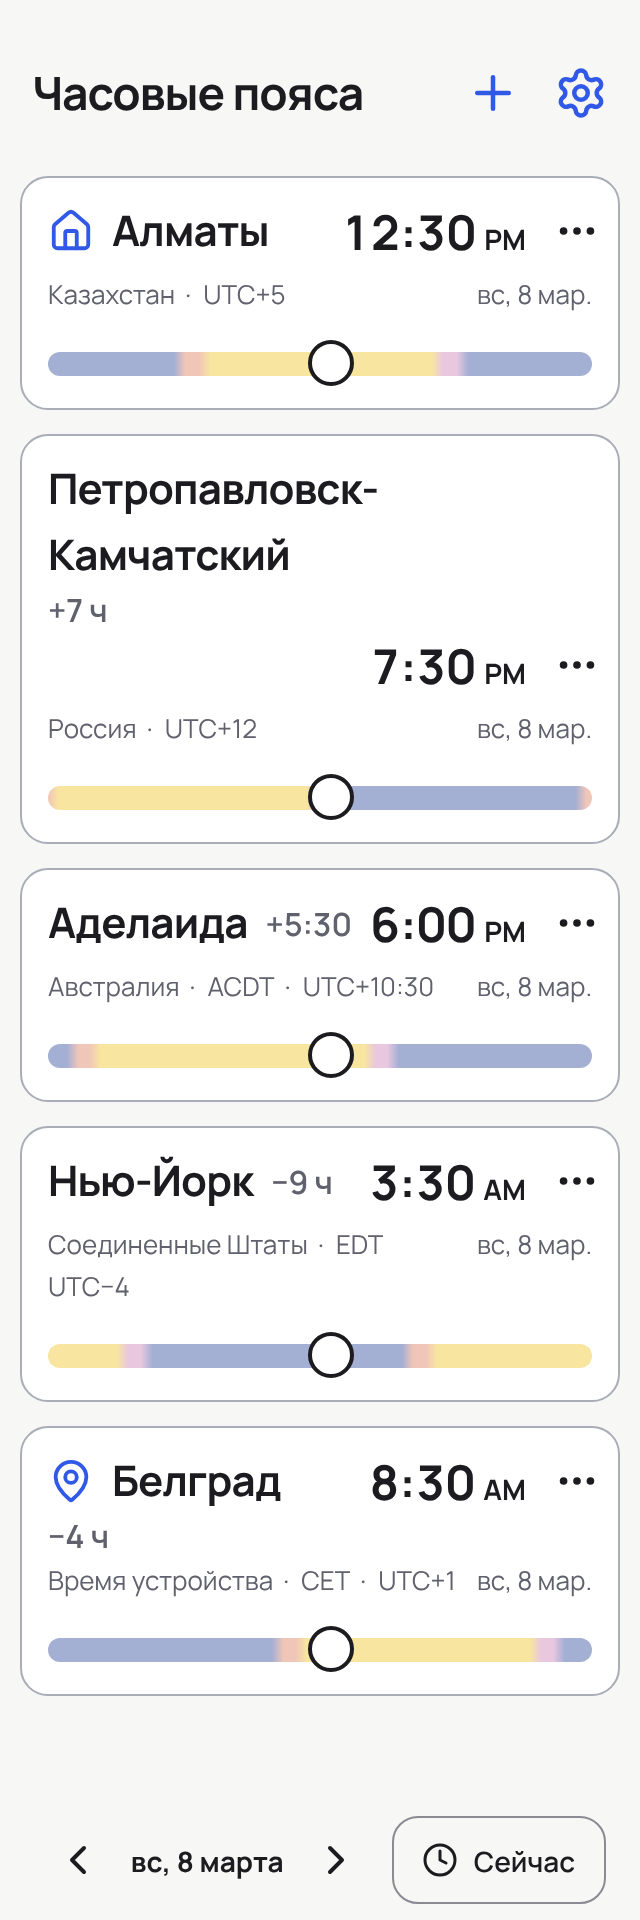 Часовые пояса
Алматы 12:30 PM
Казахстан · UTC+5 вс, 8 мар.
Петропавловск-
Камчатский
+7 ч
7:30 PM
Россия · UTC+12 вс, 8 мар.
Аделаида +5:30 6:00 PM
Австралия · ACDT · UTC+10:30 вс, 8 мар.
Нью-Йорк −9 ч 3:30 AM
Соединенные Штаты · EDT вс, 8 мар.
UTC−4
Белград 8:30 AM
−4 ч
Время устройства · CET · UTC+1 вс, 8 мар.
вс, 8 марта Сейчас